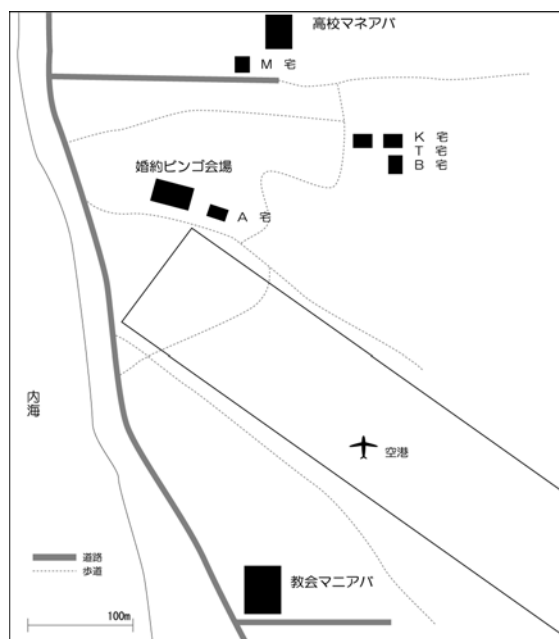 高校マネアバ
M 宅
K 宅
T 宅
B 宅
婚約ビンゴ会場
A 宅
内海
空港
道路
歩道
教会マニアバ
100m